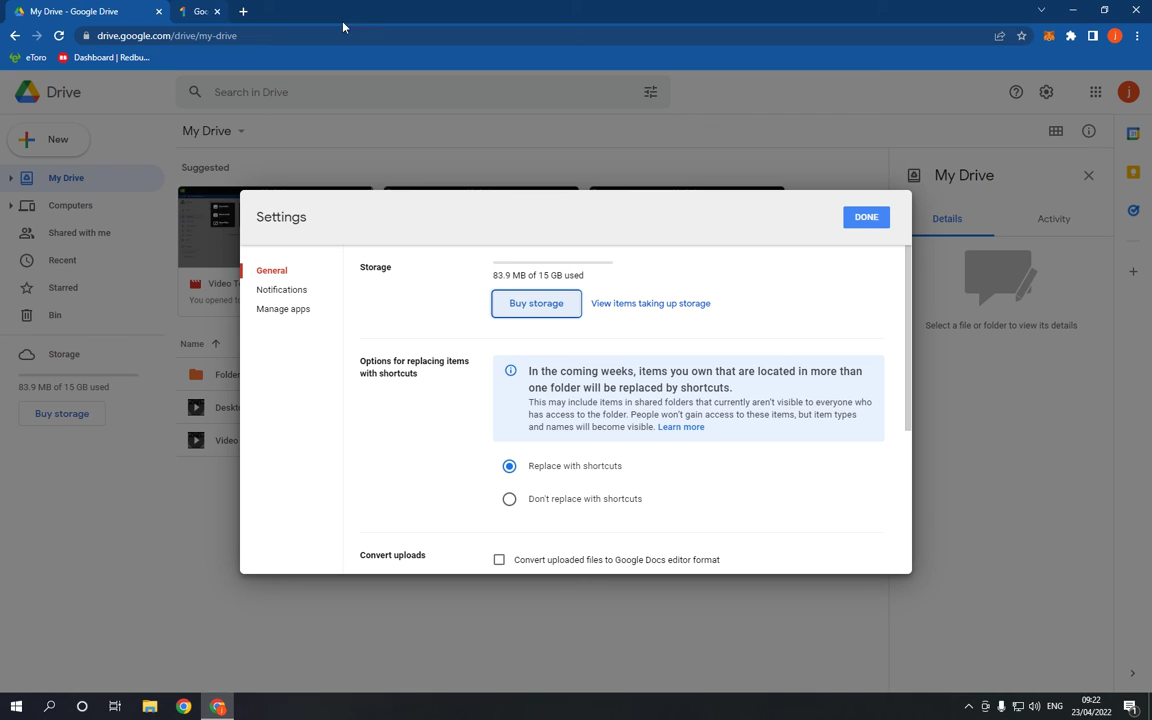 My Drive - Google Drive
Goo
drive.google.com/drive/my-drive
j
eToro
Dashboard | Redbu...
Drive
Search in Drive
j
New
My Drive
Suggested
My Drive
My Drive
Computers
Details
Activity
Shared with me
Recent
Starred
Bin
Storage
83.9 MB of 15 GB used
Buy storage
Video T
You opened t
Name
Folder
Deskt
Video
Select a file or folder to view its details
Settings
DONE
General
Notifications
Manage apps
Storage
83.9 MB of 15 GB used
Buy storage
View items taking up storage
Options for replacing items
with shortcuts
In the coming weeks, items you own that are located in more than
one folder will be replaced by shortcuts.
This may include items in shared folders that currently aren't visible to everyone who
has access to the folder. People won't gain access to these items, but item types
and names will become visible. Learn more
Replace with shortcuts
Don't replace with shortcuts
Convert uploads
Convert uploaded files to Google Docs editor format
ENG
09:22
23/04/2022